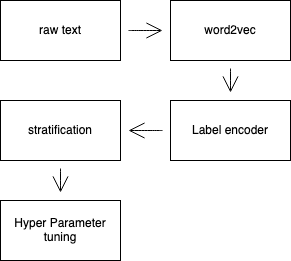 raw text
word2vec
Label encoder
stratification
Hyper Parameter
tuning